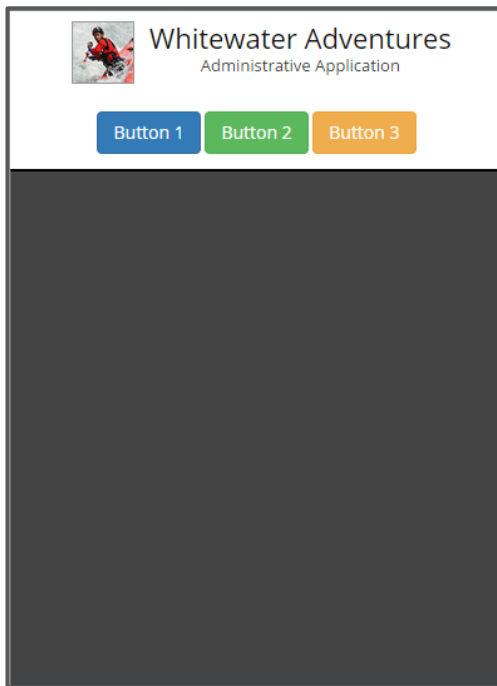 Whitewater Adventures
Administrative Application
Button 1 Button 2 Button 3